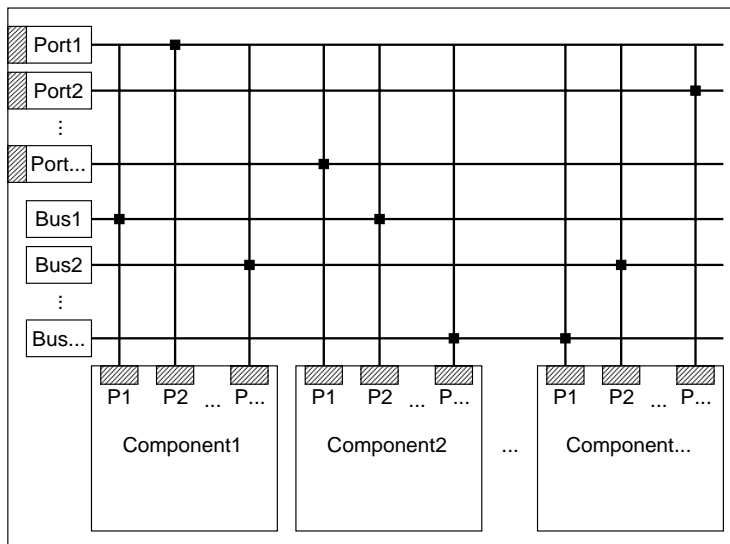 Port1
Port2
...
Port...
Bus1
Bus2
...
Bus...
P1 P2 ... P... P1 P2 ... P... P1 P2 ... P...
Component1 Component2 ... Component...